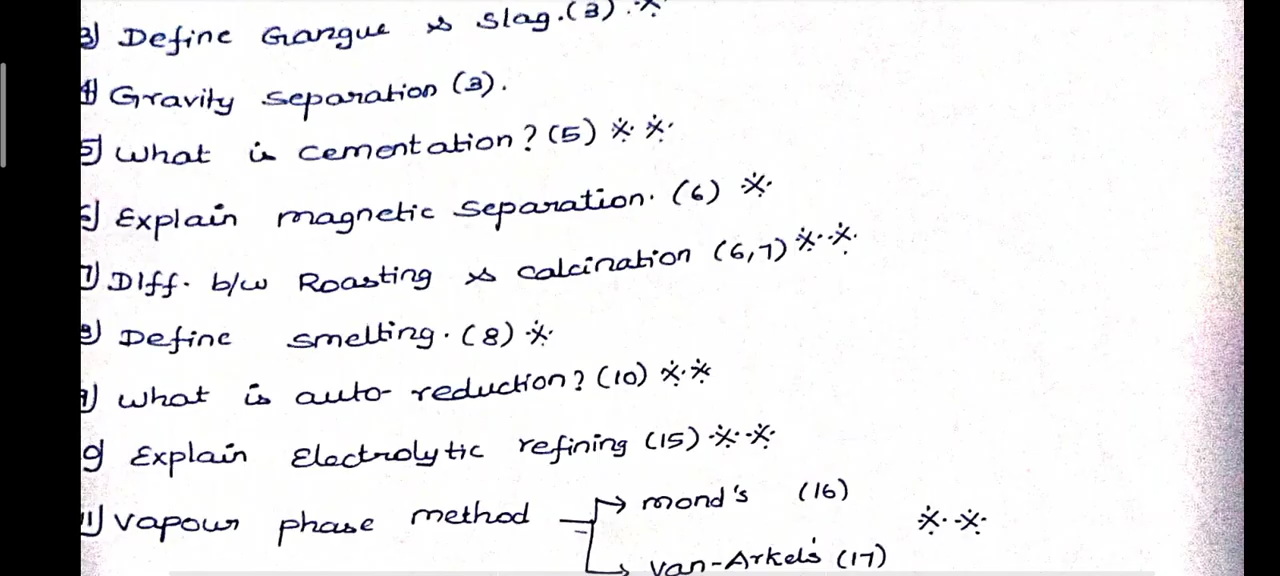 3) Define Gangue & Slag. (3). ※
4) Gravity separation (3).
5) What is cementation? (5) ※ ※
6) Explain magnetic separation. (6) ※
7) Diff. b/w Roasting & calcination (6,7) ※ ※
8) Define smelting. (8) ※
9) What is auto-reduction? (10) ※ ※
0) Explain Electrolytic refining (15) ※ ※
11) Vapour phase method → mond's (16) ※ ※
→ van-Arkel's (17)